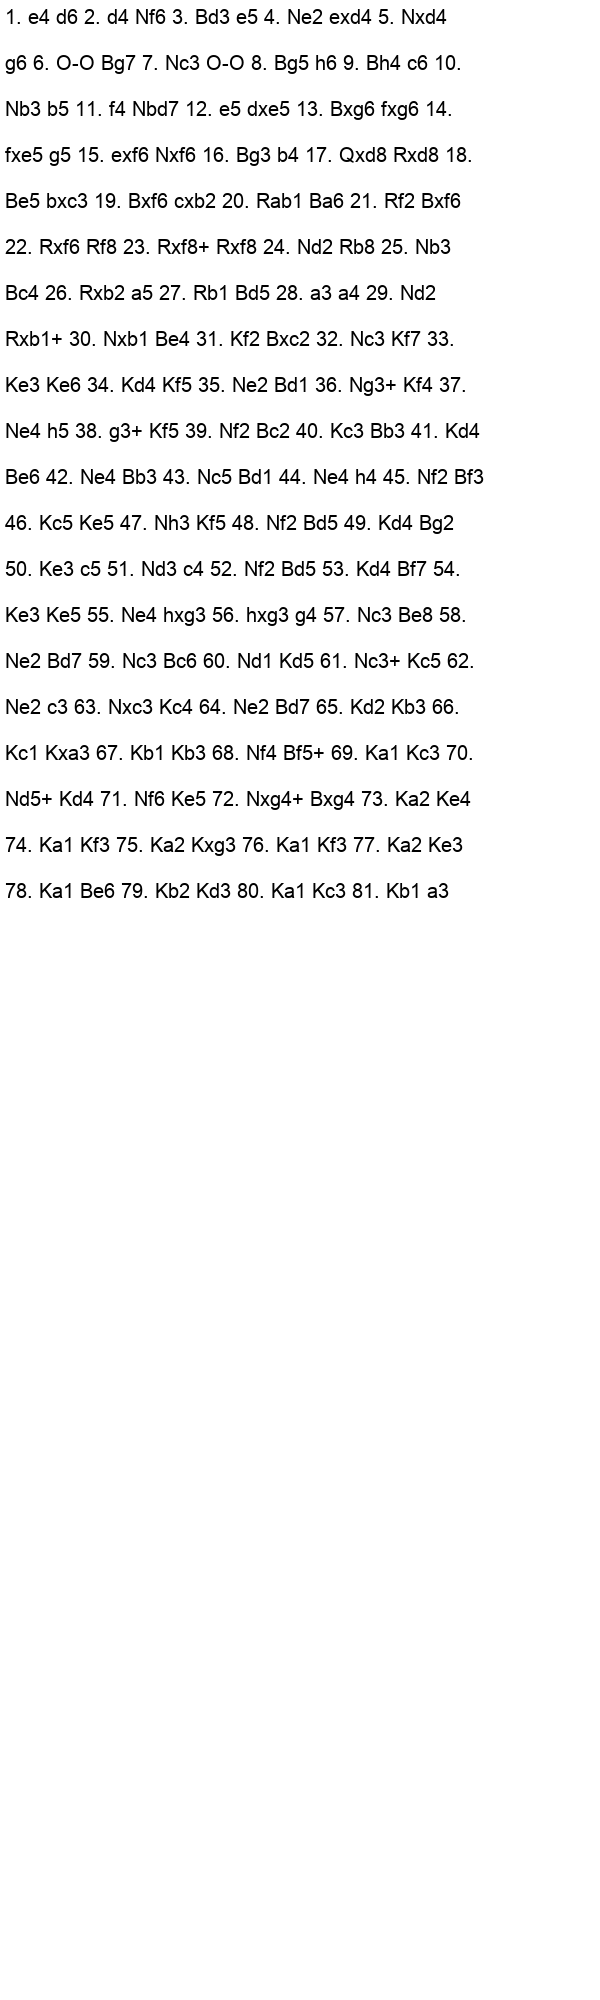 1. e4 d6 2. d4 Nf6 3. Bd3 e5 4. Ne2 exd4 5. Nxd4
g6 6. O-O Bg7 7. Nc3 O-O 8. Bg5 h6 9. Bh4 c6 10.
Nb3 b5 11. f4 Nbd7 12. e5 dxe5 13. Bxg6 fxg6 14.
fxe5 g5 15. exf6 Nxf6 16. Bg3 b4 17. Qxd8 Rxd8 18.
Be5 bxc3 19. Bxf6 cxb2 20. Rab1 Ba6 21. Rf2 Bxf6
22. Rxf6 Rf8 23. Rxf8+ Rxf8 24. Nd2 Rb8 25. Nb3
Bc4 26. Rxb2 a5 27. Rb1 Bd5 28. a3 a4 29. Nd2
Rxb1+ 30. Nxb1 Be4 31. Kf2 Bxc2 32. Nc3 Kf7 33.
Ke3 Ke6 34. Kd4 Kf5 35. Ne2 Bd1 36. Ng3+ Kf4 37.
Ne4 h5 38. g3+ Kf5 39. Nf2 Bc2 40. Kc3 Bb3 41. Kd4
Be6 42. Ne4 Bb3 43. Nc5 Bd1 44. Ne4 h4 45. Nf2 Bf3
46. Kc5 Ke5 47. Nh3 Kf5 48. Nf2 Bd5 49. Kd4 Bg2
50. Ke3 c5 51. Nd3 c4 52. Nf2 Bd5 53. Kd4 Bf7 54.
Ke3 Ke5 55. Ne4 hxg3 56. hxg3 g4 57. Nc3 Be8 58.
Ne2 Bd7 59. Nc3 Bc6 60. Nd1 Kd5 61. Nc3+ Kc5 62.
Ne2 c3 63. Nxc3 Kc4 64. Ne2 Bd7 65. Kd2 Kb3 66.
Kc1 Kxa3 67. Kb1 Kb3 68. Nf4 Bf5+ 69. Ka1 Kc3 70.
Nd5+ Kd4 71. Nf6 Ke5 72. Nxg4+ Bxg4 73. Ka2 Ke4
74. Ka1 Kf3 75. Ka2 Kxg3 76. Ka1 Kf3 77. Ka2 Ke3
78. Ka1 Be6 79. Kb2 Kd3 80. Ka1 Kc3 81. Kb1 a3